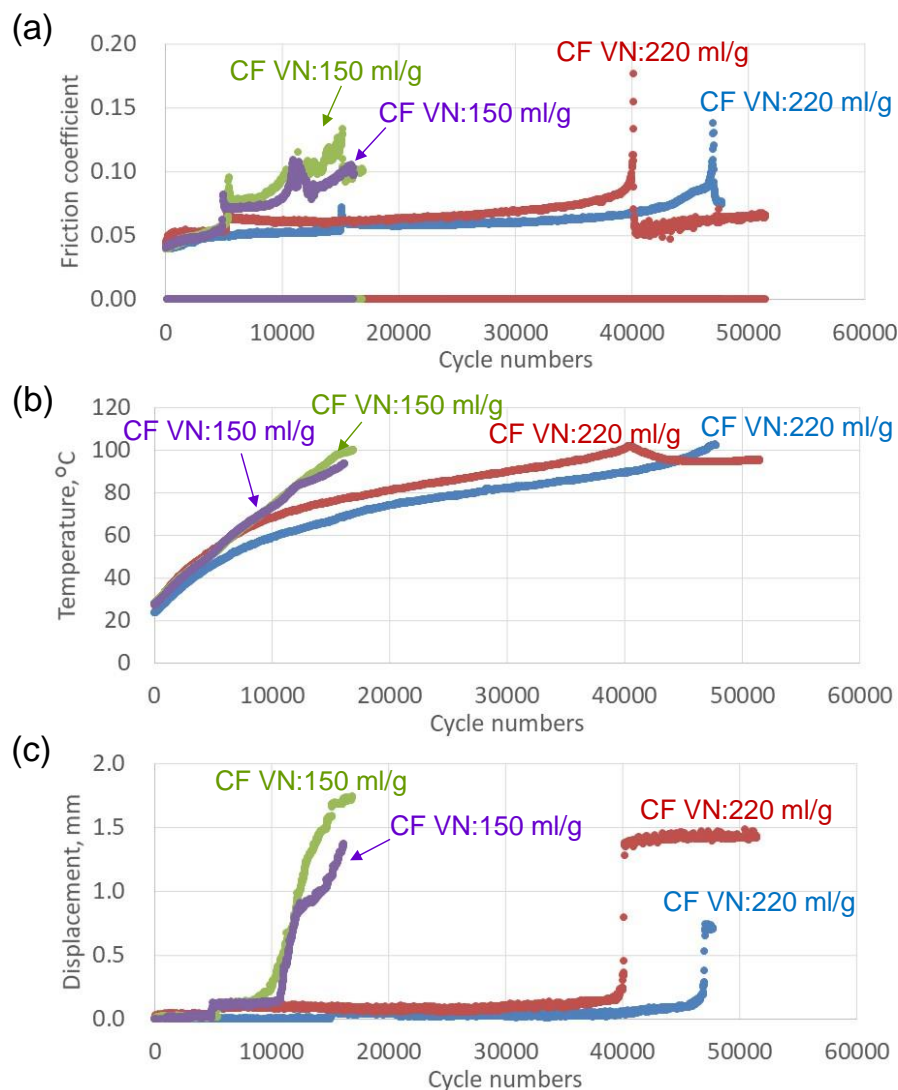 (a)
0.20
0.15
0.10
0.05
0.00
Friction coefficient
CF VN:150 ml/g
CF VN:150 ml/g
CF VN:220 ml/g
CF VN:220 ml/g
0 10000 20000 30000 40000 50000 60000
Cycle numbers
(b)
120
100
80
60
40
20
0
Temperature, °C
CF VN:150 ml/g
CF VN:150 ml/g
CF VN:220 ml/g
CF VN:220 ml/g
0 10000 20000 30000 40000 50000 60000
Cycle numbers
(c)
2.0
1.5
1.0
0.5
0.0
Displacement, mm
CF VN:150 ml/g
CF VN:150 ml/g
CF VN:220 ml/g
CF VN:220 ml/g
0 10000 20000 30000 40000 50000 60000
Cycle numbers